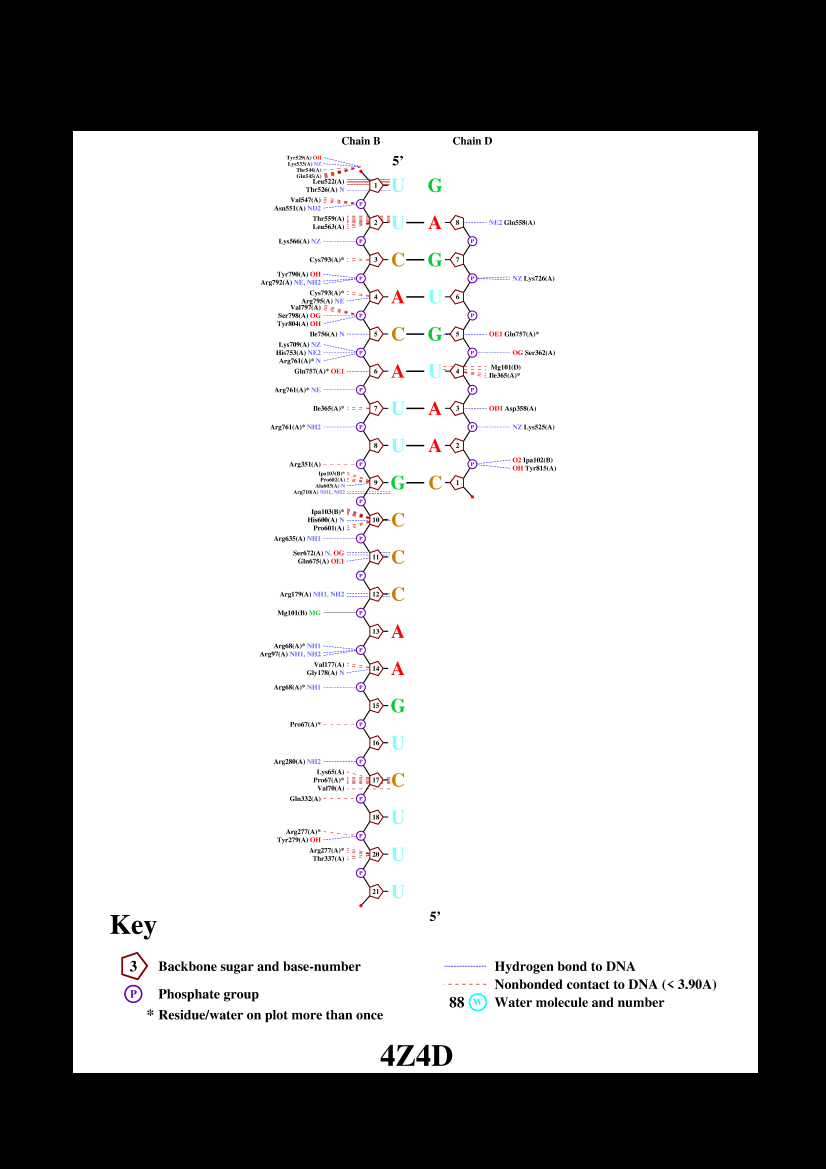 Chain B Chain D
5’
Tyr529(A) OH
Lys533(A) NZ
Thr544(A)
Gln545(A)
Leu522(A)
1 U G
Thr526(A) N
Val547(A)
P
Asn551(A) ND2
Thr559(A)
2 U A 8 NE2 Gln558(A)
Leu563(A)
Lys566(A) NZ P P
Cys793(A)* 3 C G 7
Tyr790(A) OH
P P NZ Lys726(A)
Arg792(A) NE, NH2
Cys793(A)*
4 A U 6
Arg795(A) NE
Val797(A)
Ser798(A) OG P P
Tyr804(A) OH
Ile756(A) N 5 C G 5 OE1 Gln757(A)*
Lys709(A) NZ
His753(A) NE2 P P OG Ser362(A)
Arg761(A)* N
Gln757(A)* OE1 6 A U 4 Mg101(D)
Ile365(A)*
Arg761(A)* NE P P
Ile365(A)* 7 U A 3 OD1 Asp358(A)
Arg761(A)* NH2 P P NZ Lys525(A)
8 U A 2
Arg351(A) P P O2 Ipa102(B)
OH Tyr815(A)
Ipa103(B)*
Pro602(A)
9 G C 1
Ala603(A) N
Arg710(A) NH1, NH2
P
Ipa103(B)*
His600(A) N 10 C
Pro601(A)
Arg635(A) NH1 P
Ser672(A) N, OG
11 C
Gln675(A) OE1
P
Arg179(A) NH1, NH2 12 C
Mg101(B) MG P
13 A
Arg68(A)* NH1
P
Arg97(A) NH1, NH2
Val177(A)
14 A
Gly178(A) N
Arg68(A)* NH1 P
15 G
Pro67(A)* P
16 U
Arg280(A) NH2 P
Lys65(A)
Pro67(A)* 17 C
Val70(A)
Gln332(A) P
18 U
Arg277(A)*
P
Tyr279(A) OH
Arg277(A)*
20 U
Thr337(A)
P
21 U
5’
Key
3 Backbone sugar and base-number
P Phosphate group
* Residue/water on plot more than once
Hydrogen bond to DNA
Nonbonded contact to DNA (< 3.90A)
88 W Water molecule and number
4Z4D